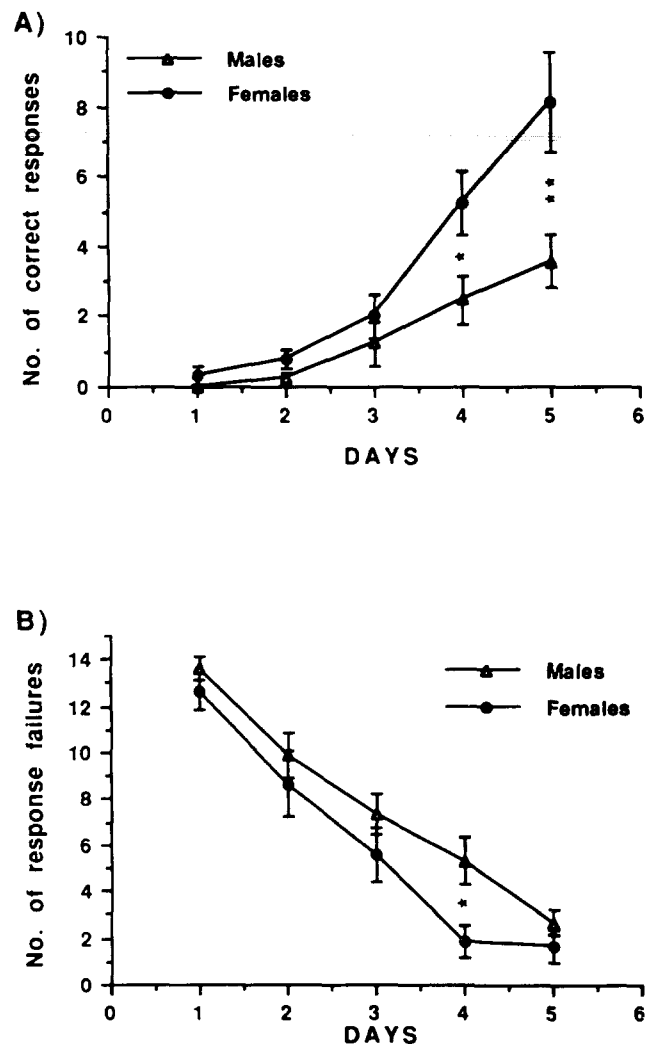 A)
10
8
6
4
2
0
No. of correct responses
Males
Females
*
*
*
0 1 2 3 4 5 6
DAYS
B)
14
12
10
8
6
4
2
0
No. of response failures
Males
Females
*
0 1 2 3 4 5 6
DAYS